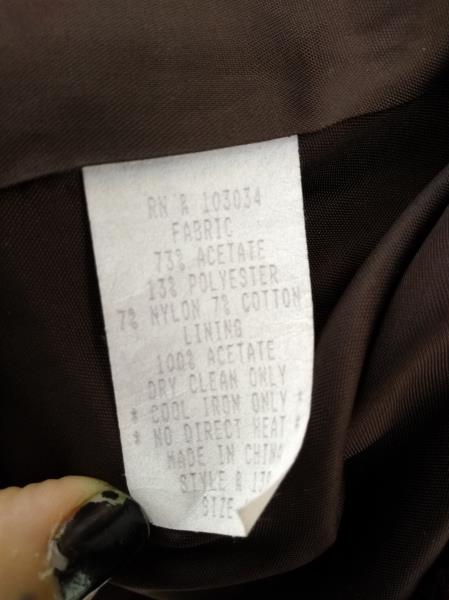 RN & 103034
FABRIC
73% ACETATE
13% POLYESTER
7% NYLON 7% COTTON
LINING
100% ACETATE
DRY CLEAN ONLY
* COOL IRON ONLY *
* NO DIRECT HEAT *
MADE IN CHINA
STYLE &
SIZE